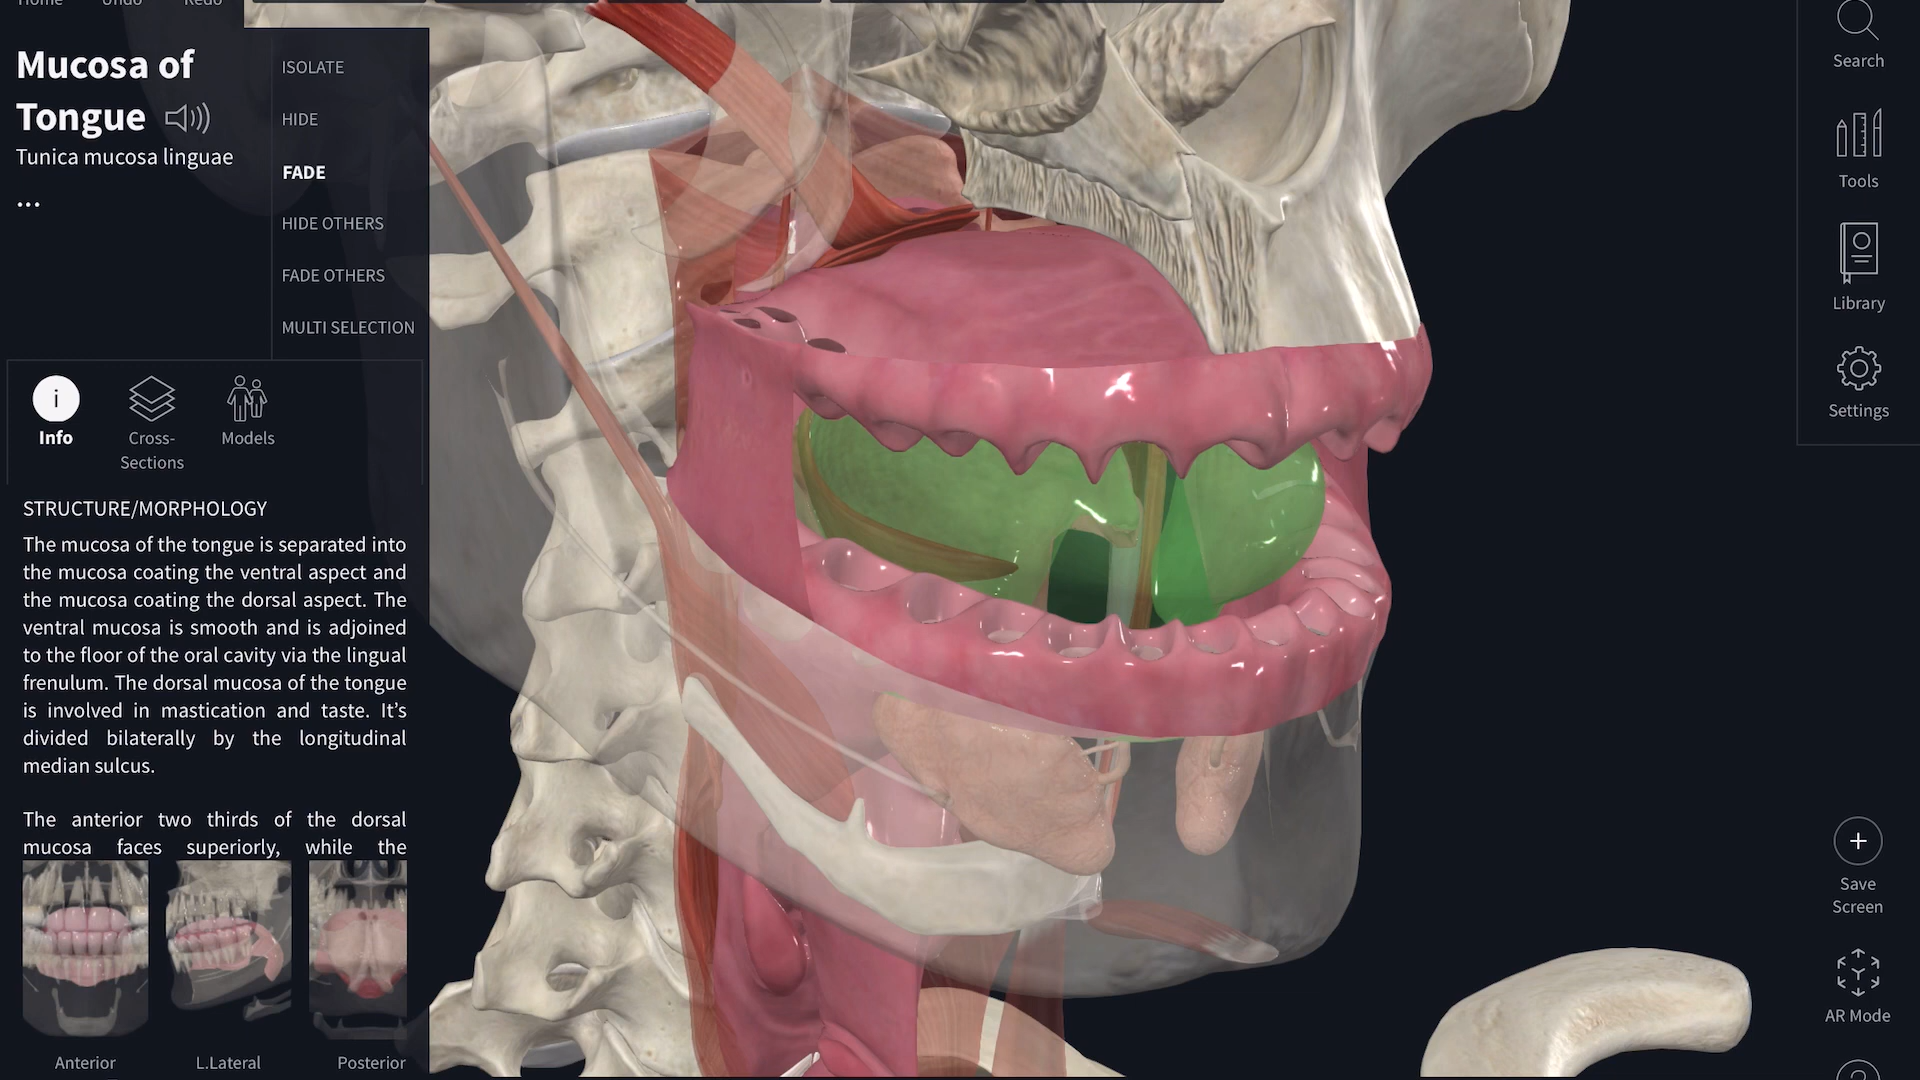 Home Undo Redo
Mucosa of
Tongue
Tunica mucosa linguae
...
ISOLATE
HIDE
FADE
HIDE OTHERS
FADE OTHERS
MULTI SELECTION
i
Info
Cross-
Sections
Models
STRUCTURE/MORPHOLOGY
The mucosa of the tongue is separated into
the mucosa coating the ventral aspect and
the mucosa coating the dorsal aspect. The
ventral mucosa is smooth and is adjoined
to the floor of the oral cavity via the lingual
frenulum. The dorsal mucosa of the tongue
is involved in mastication and taste. It’s
divided bilaterally by the longitudinal
median sulcus.
The anterior two thirds of the dorsal
mucosa faces superiorly, while the
Anterior
L.Lateral
Posterior
Search
Tools
Library
Settings
Save
Screen
AR Mode